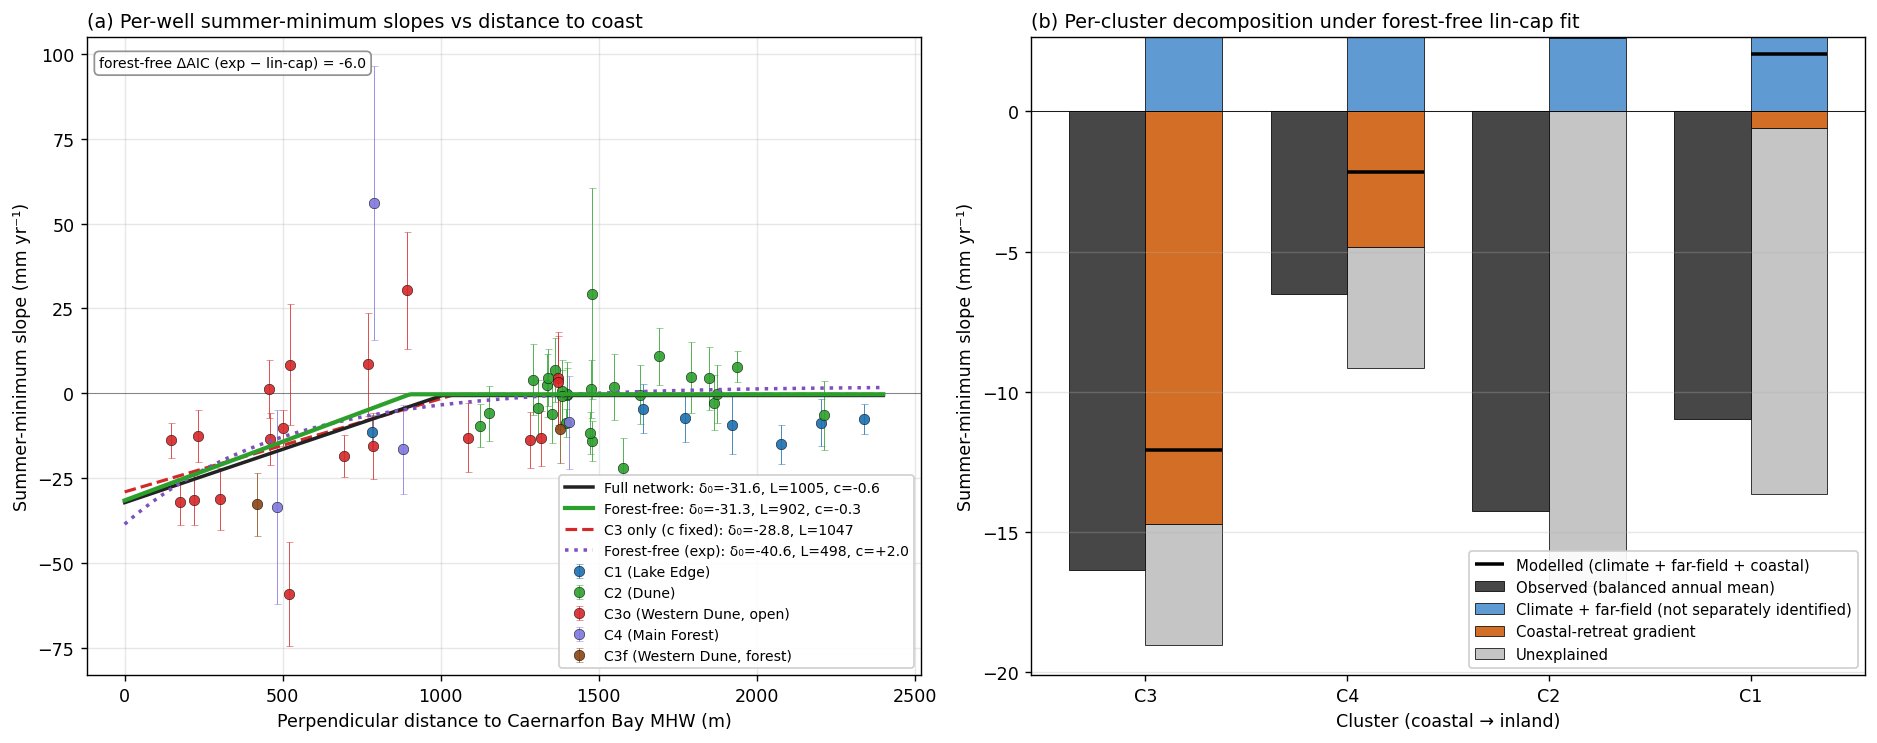 (a) Per-well summer-minimum slopes vs distance to coast
forest-free ΔAIC (exp − lin-cap) = -6.0
Summer-minimum slope (mm yr⁻¹)
100
75
50
25
0
−25
−50
−75
Full network: δ₀=-31.6, L=1005, c=-0.6
Forest-free: δ₀=-31.3, L=902, c=-0.3
C3 only (c fixed): δ₀=-28.8, L=1047
Forest-free (exp): δ₀=-40.6, L=498, c=+2.0
C1 (Lake Edge)
C2 (Dune)
C3o (Western Dune, open)
C4 (Main Forest)
C3f (Western Dune, forest)
0 500 1000 1500 2000 2500
Perpendicular distance to Caernarfon Bay MHW (m)
(b) Per-cluster decomposition under forest-free lin-cap fit
Summer-minimum slope (mm yr⁻¹)
0
−5
−10
−15
−20
Modelled (climate + far-field + coastal)
Observed (balanced annual mean)
Climate + far-field (not separately identified)
Coastal-retreat gradient
Unexplained
C3 C4 C2 C1
Cluster (coastal → inland)